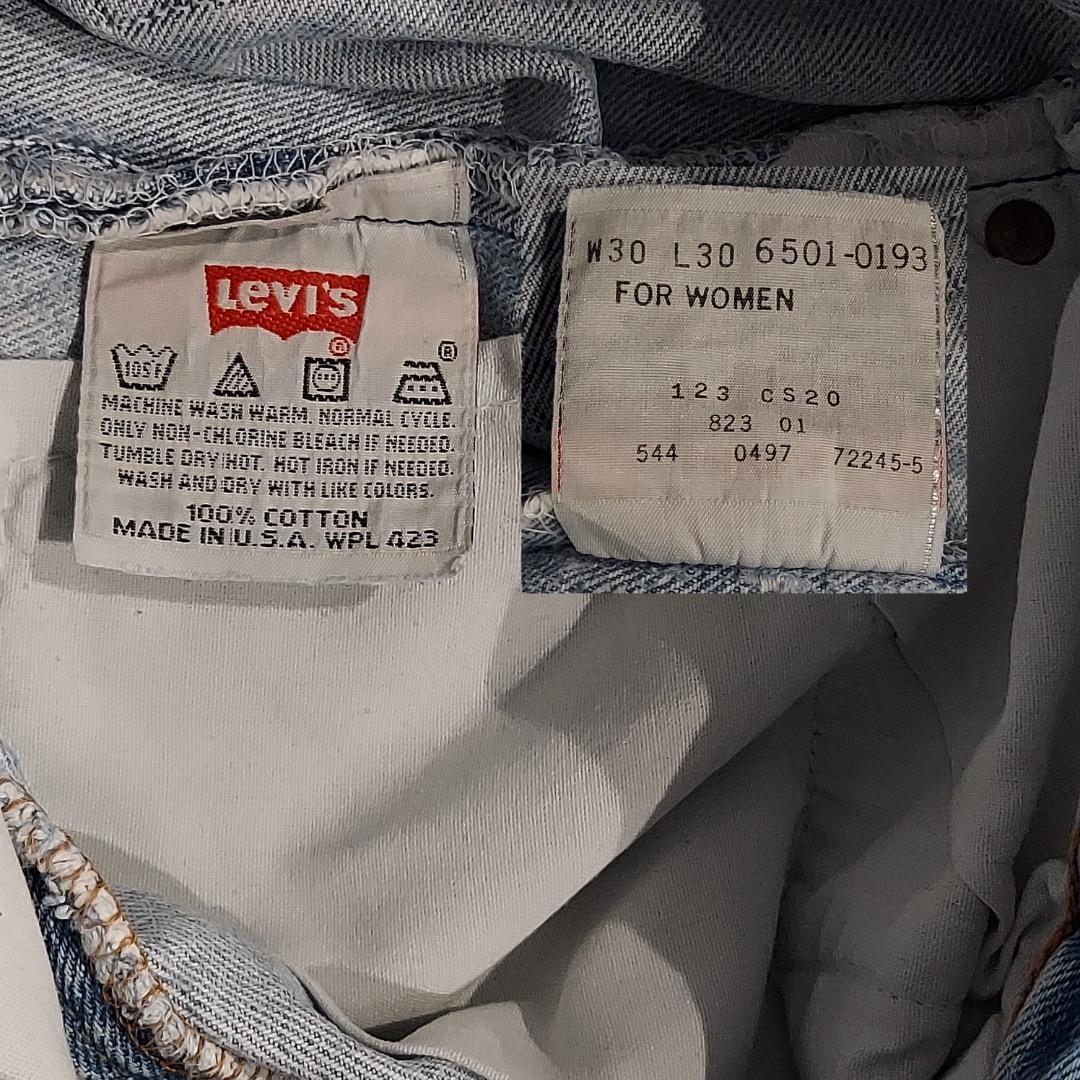 Levi's
®
®
105°F
MACHINE WASH WARM. NORMAL CYCLE.
ONLY NON-CHLORINE BLEACH IF NEEDED.
TUMBLE DRY HOT. HOT IRON IF NEEDED.
WASH AND DRY WITH LIKE COLORS.
100% COTTON
MADE IN U.S.A. WPL 423
W30 L30 6501-0193
FOR WOMEN
123 CS20
823 01
544 0497 72245-5